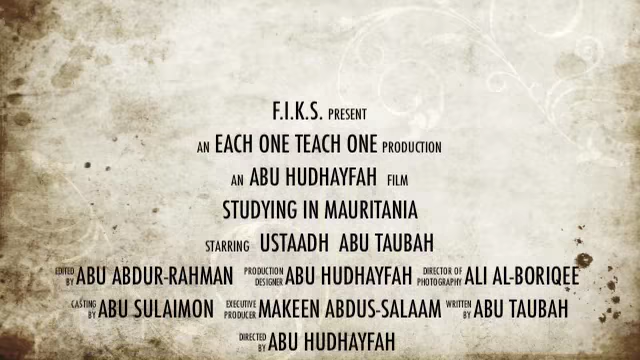 F.I.K.S. PRESENT
AN EACH ONE TEACH ONE PRODUCTION
AN ABU HUDHAYFAH FILM
STUDYING IN MAURITANIA
STARRING USTAADH ABU TAUBAH
EDITED BY ABU ABDUR-RAHMAN PRODUCTION DESIGNER ABU HUDHAYFAH DIRECTOR OF PHOTOGRAPHY ALI AL-BORIQEE
CASTING BY ABU SULAIMON EXECUTIVE PRODUCER MAKEEN ABDUS-SALAAM WRITTEN BY ABU TAUBAH
DIRECTED BY ABU HUDHAYFAH